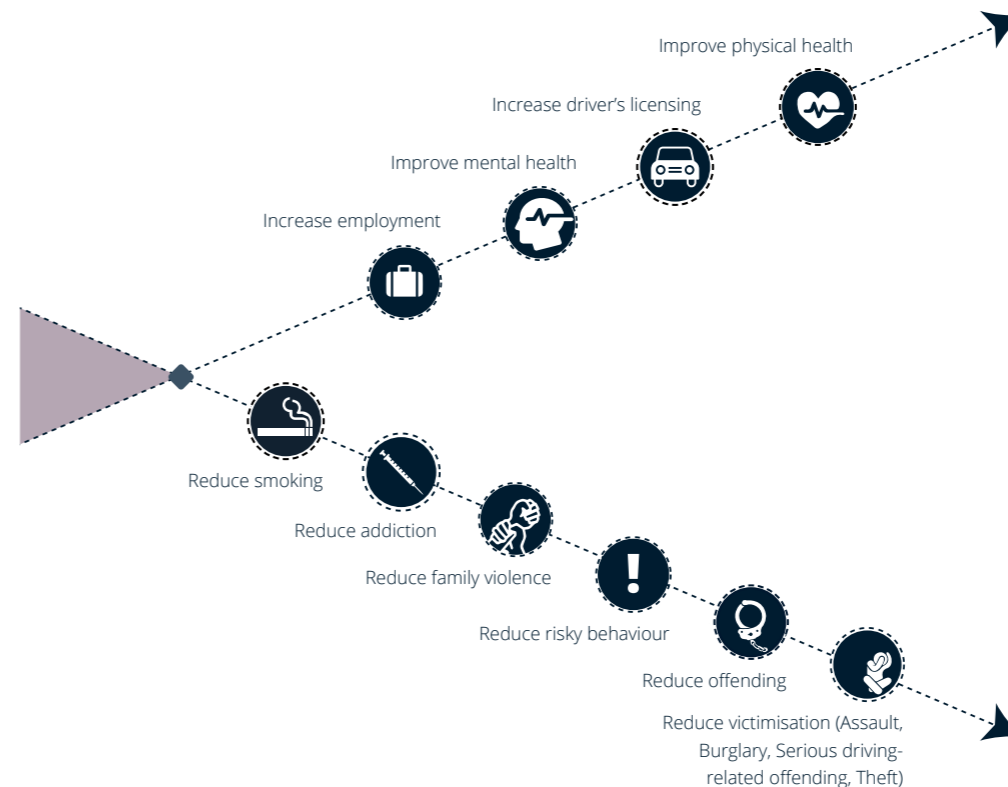 Improve physical health
Increase driver's licensing
Improve mental health
Increase employment
Reduce smoking
Reduce addiction
Reduce family violence
Reduce risky behaviour
Reduce offending
Reduce victimisation (Assault,
Burglary, Serious driving-
related offending, Theft)